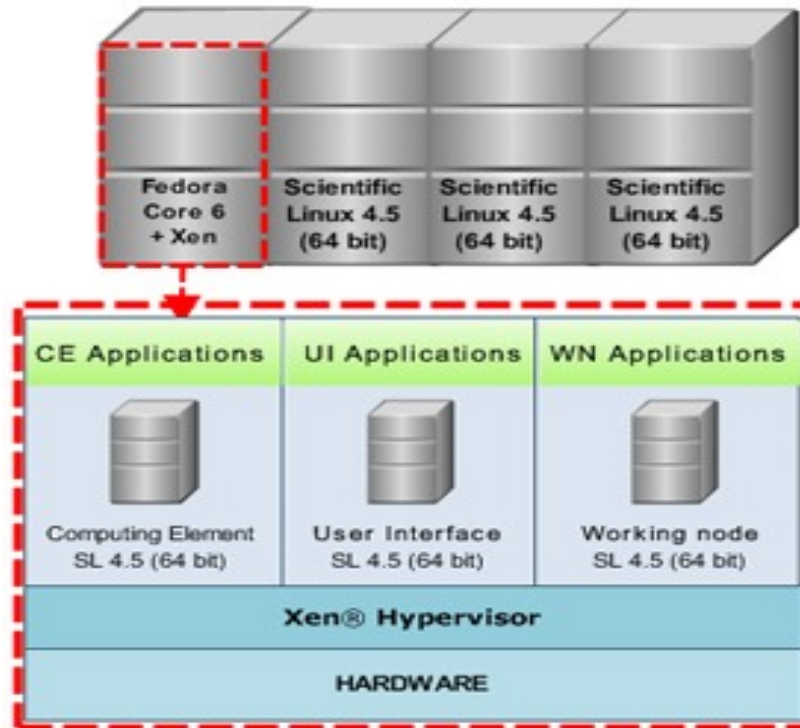 Fedora
Core 6
+ Xen
Scientific
Linux 4.5
(64 bit)
Scientific
Linux 4.5
(64 bit)
Scientific
Linux 4.5
(64 bit)
CE Applications
UI Applications
WN Applications
Computing Element
SL 4.5 (64 bit)
User Interface
SL 4.5 (64 bit)
Working node
SL 4.5 (64 bit)
Xen® Hypervisor
HARDWARE